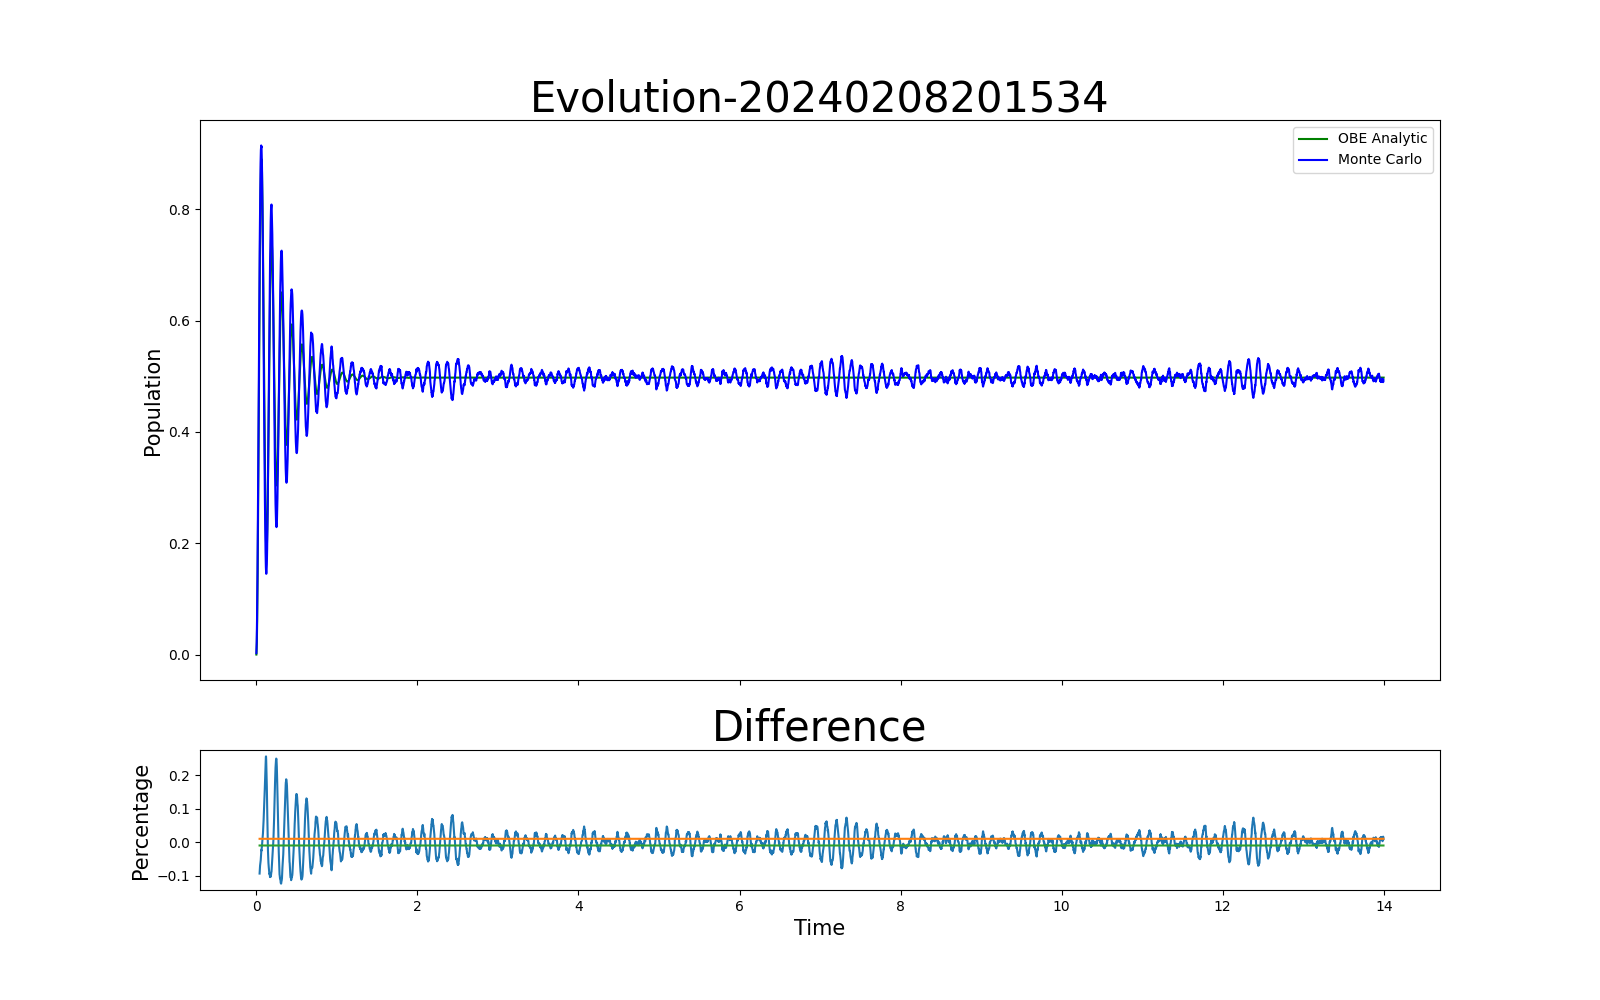 Evolution-20240208201534
OBE Analytic
Monte Carlo
Population
0.8
0.6
0.4
0.2
0.0
Difference
Percentage
0.2
0.1
0.0
−0.1
0 2 4 6 8 10 12 14
Time